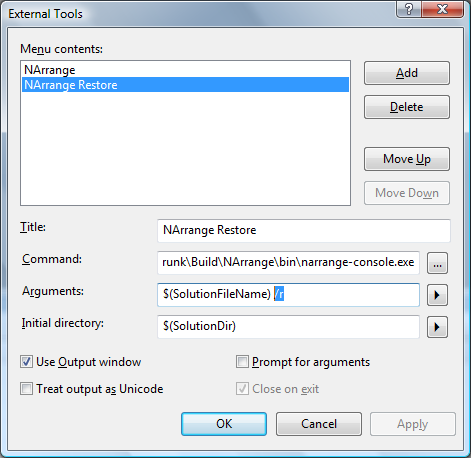 External Tools
Menu contents:
NArrange
NArrange Restore
Add
Delete
Move Up
Move Down
Title:
NArrange Restore
Command:
runk\Build\NArrange\bin\narrange-console.exe
...
Arguments:
$(SolutionFileName) /r
Initial directory:
$(SolutionDir)
Use Output window
Prompt for arguments
Treat output as Unicode
Close on exit
OK
Cancel
Apply